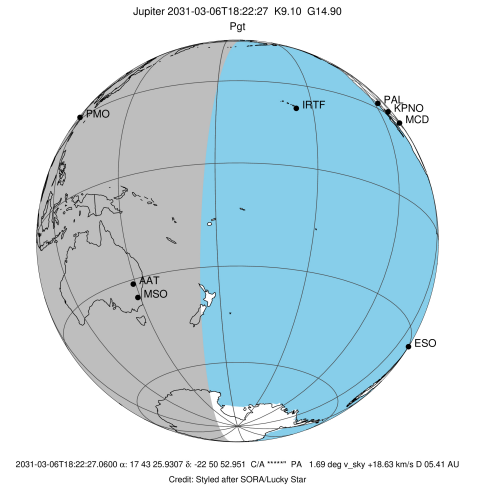 Jupiter 2031-03-06T18:22:27 K9.10 G14.90
Pgt
IRTF
PAL
KPNO
MCD
PMO
AAT
MSO
ESO
2031-03-06T18:22:27.0600 α: 17 43 25.9307 δ: -22 50 52.951 C/A *****" PA 1.69 deg v_sky +18.63 km/s D 05.41 AU
Credit: Styled after SORA/Lucky Star